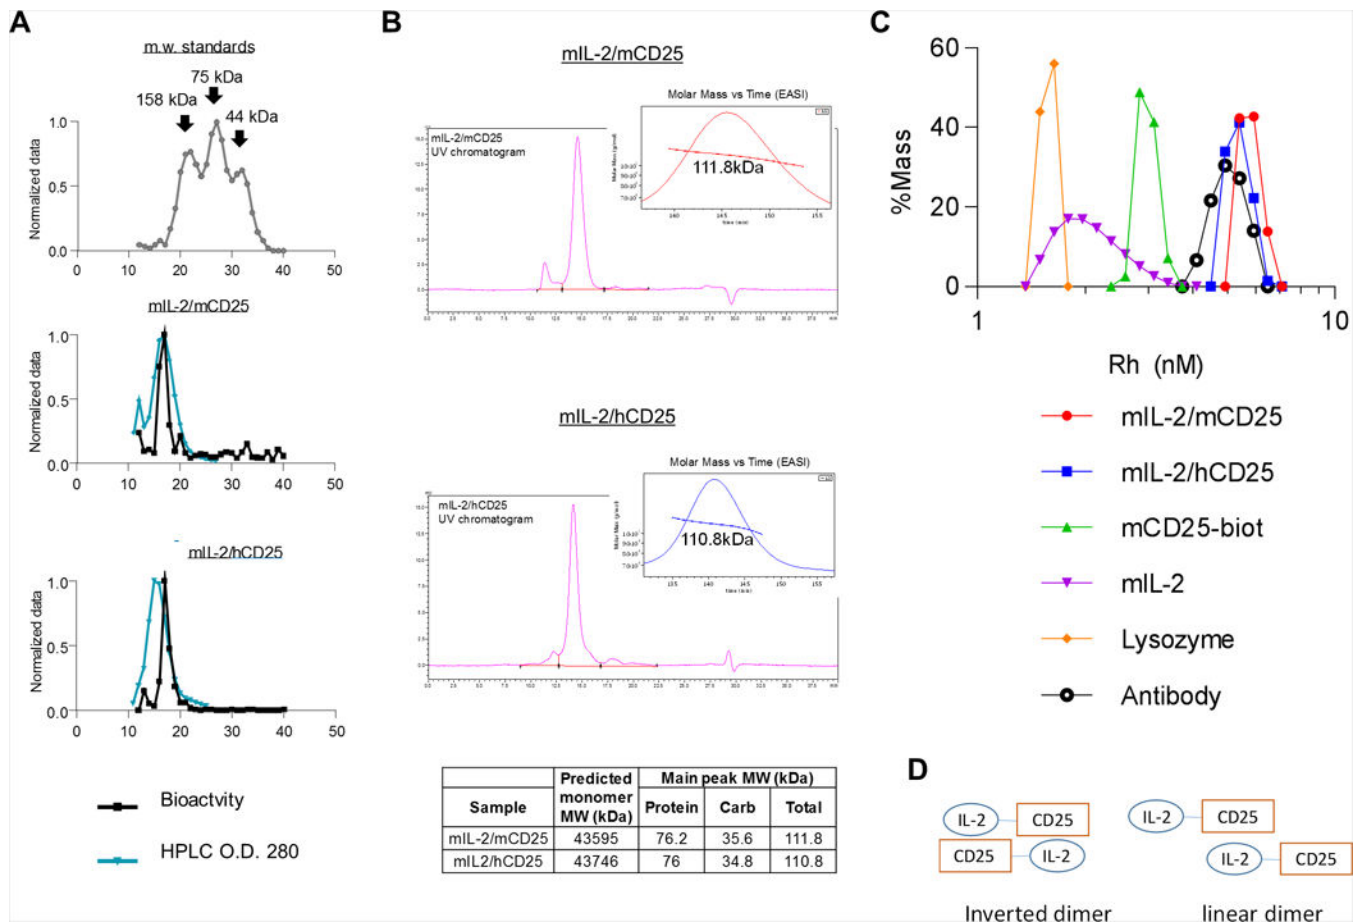 A
m.w. standards
75 kDa
158 kDa
44 kDa
Normalized data
1.0
0.5
0.0
0 10 20 30 40 50
mIL-2/mCD25
Normalized data
1.0
0.5
0.0
0 10 20 30 40 50
mIL-2/hCD25
Normalized data
1.0
0.5
0.0
0 10 20 30 40 50
Bioactvity
HPLC O.D. 280
B
mIL-2/mCD25
Molar Mass vs Time (EASI)
mIL-2/mCD25
UV chromatogram
111.8kDa
mIL-2/hCD25
Molar Mass vs Time (EASI)
mIL-2/hCD25
UV chromatogram
110.8kDa
Sample Predicted monomer MW (kDa) Main peak MW (kDa)
Protein Carb Total
mIL-2/mCD25 43595 76.2 35.6 111.8
mIL2/hCD25 43746 76 34.8 110.8
C
%Mass
60
40
20
0
1 10
Rh (nM)
mIL-2/mCD25
mIL-2/hCD25
mCD25-biot
mIL-2
Lysozyme
Antibody
D
IL-2 CD25
CD25 IL-2
Inverted dimer
IL-2 CD25
IL-2 CD25
linear dimer